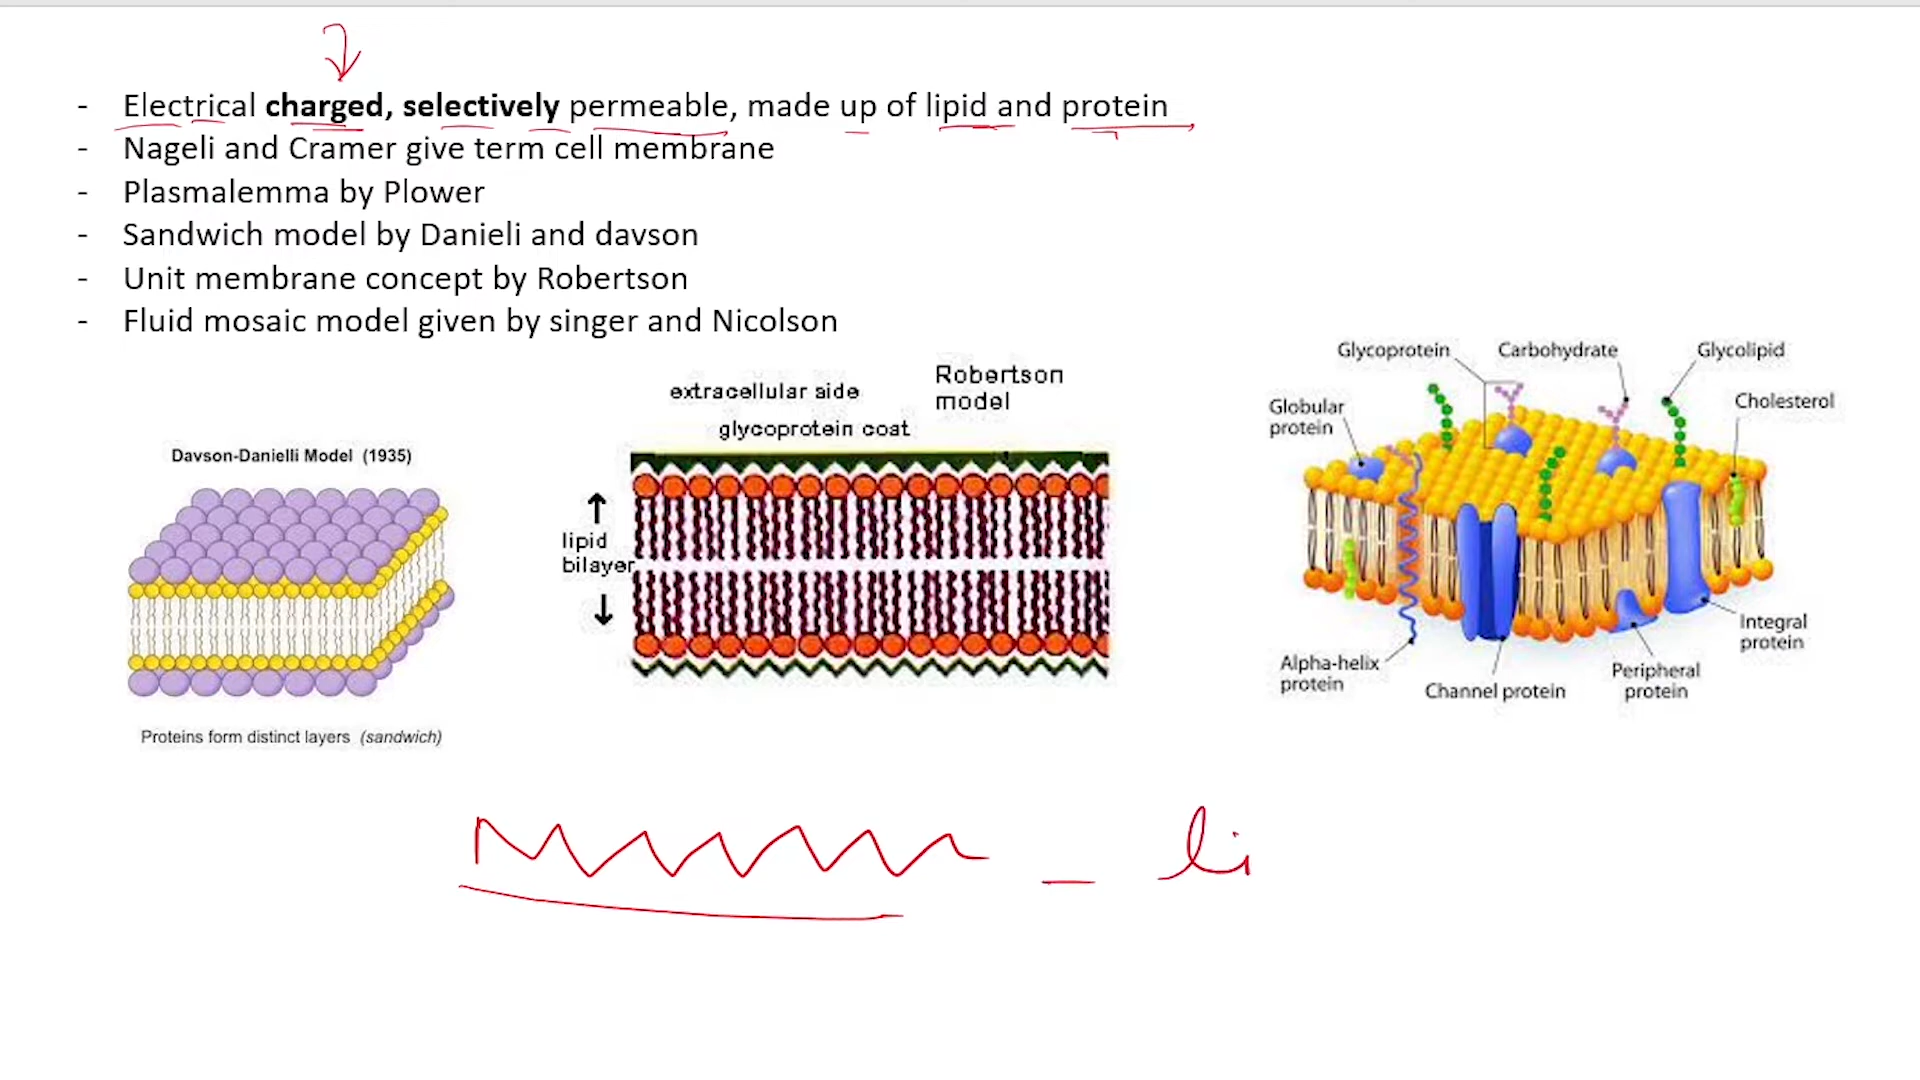 - Electrical charged, selectively permeable, made up of lipid and protein
- Nageli and Cramer give term cell membrane
- Plasmalemma by Plower
- Sandwich model by Danieli and davson
- Unit membrane concept by Robertson
- Fluid mosaic model given by singer and Nicolson
Davson-Danielli Model (1935)
Proteins form distinct layers (sandwich)
extracellular side
glycoprotein coat
Robertson
model
lipid
bilayer
Glycoprotein
Carbohydrate
Glycolipid
Globular
protein
Cholesterol
Alpha-helix
protein
Channel protein
Peripheral
protein
Integral
protein
li